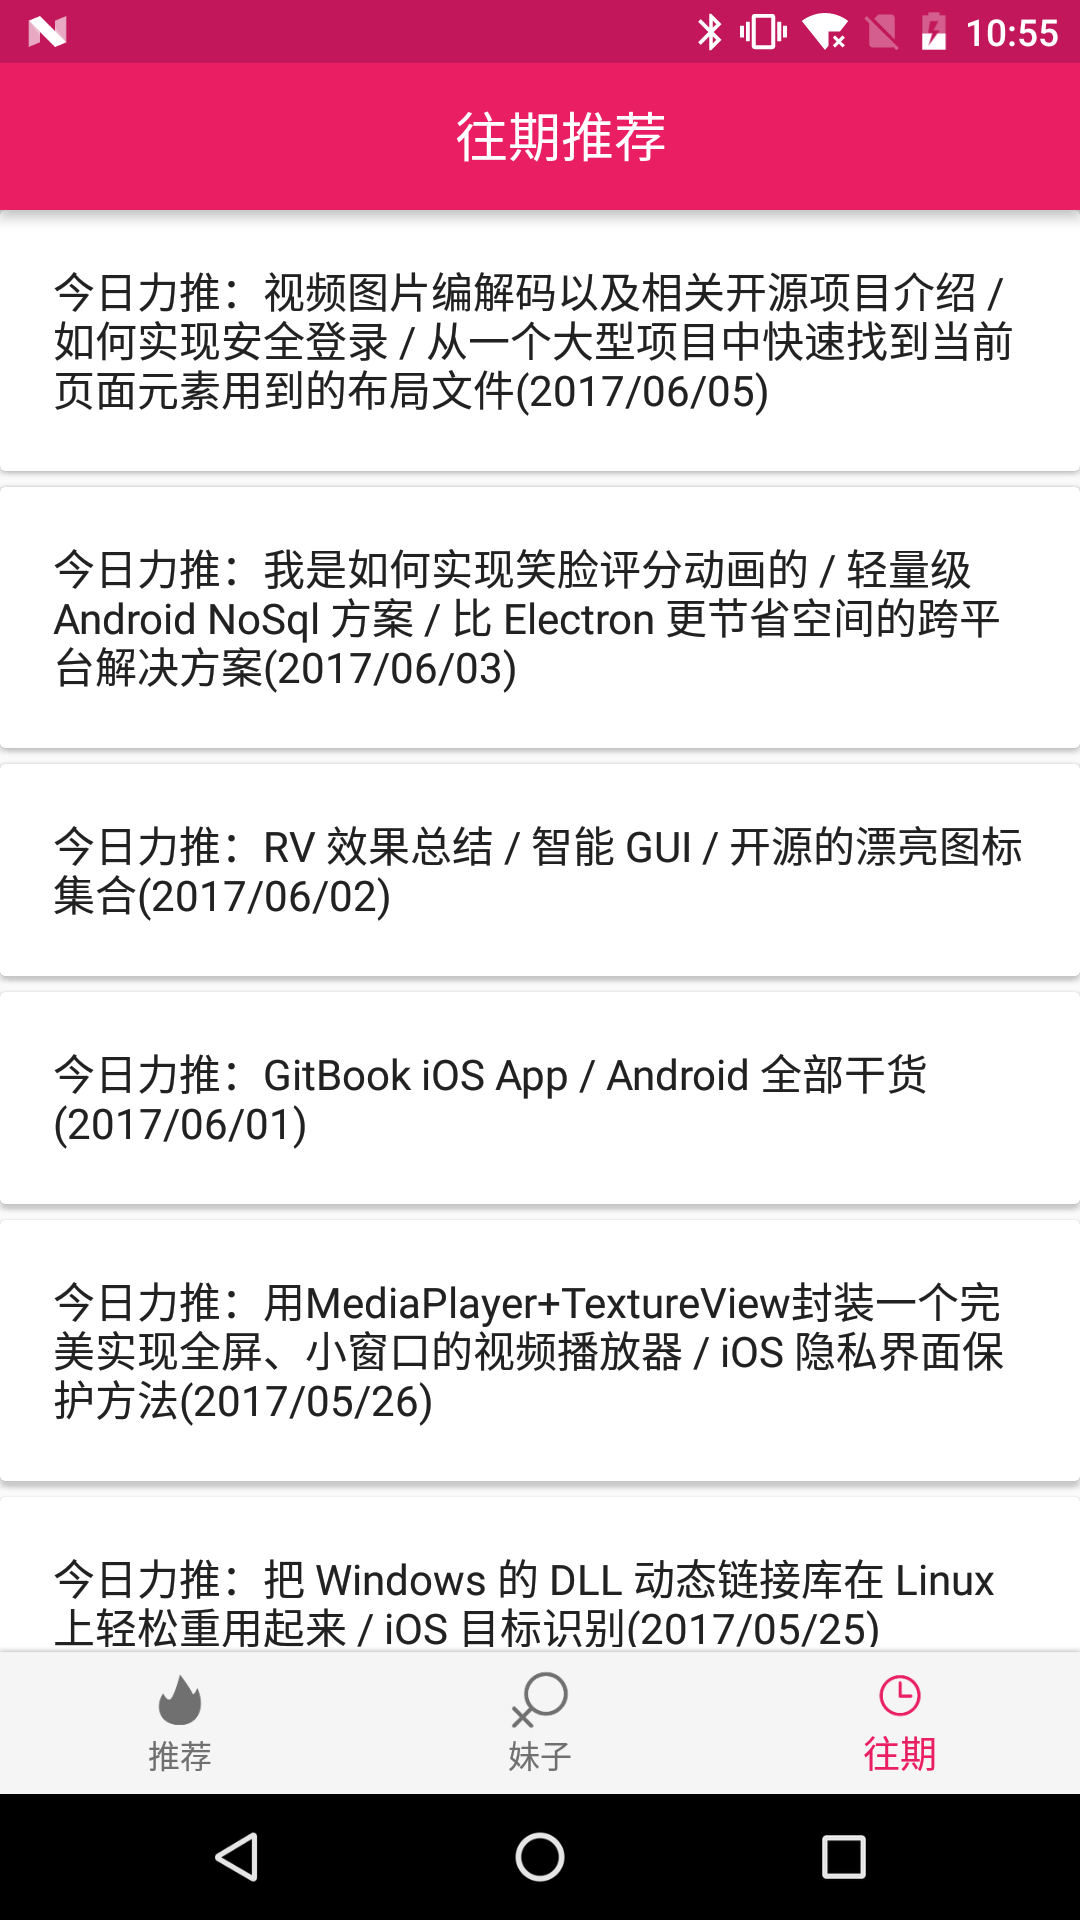 10:55
往期推荐
今日力推：视频图片编解码以及相关开源项目介绍 /
如何实现安全登录 / 从一个大型项目中快速找到当前
页面元素用到的布局文件(2017/06/05)
今日力推：我是如何实现笑脸评分动画的 / 轻量级
Android NoSql 方案 / 比 Electron 更节省空间的跨平
台解决方案(2017/06/03)
今日力推：RV 效果总结 / 智能 GUI / 开源的漂亮图标
集合(2017/06/02)
今日力推：GitBook iOS App / Android 全部干货
(2017/06/01)
今日力推：用MediaPlayer+TextureView封装一个完
美实现全屏、小窗口的视频播放器 / iOS 隐私界面保
护方法(2017/05/26)
今日力推：把 Windows 的 DLL 动态链接库在 Linux
上轻松重用起来 / iOS 目标识别(2017/05/25)
推荐
妹子
往期